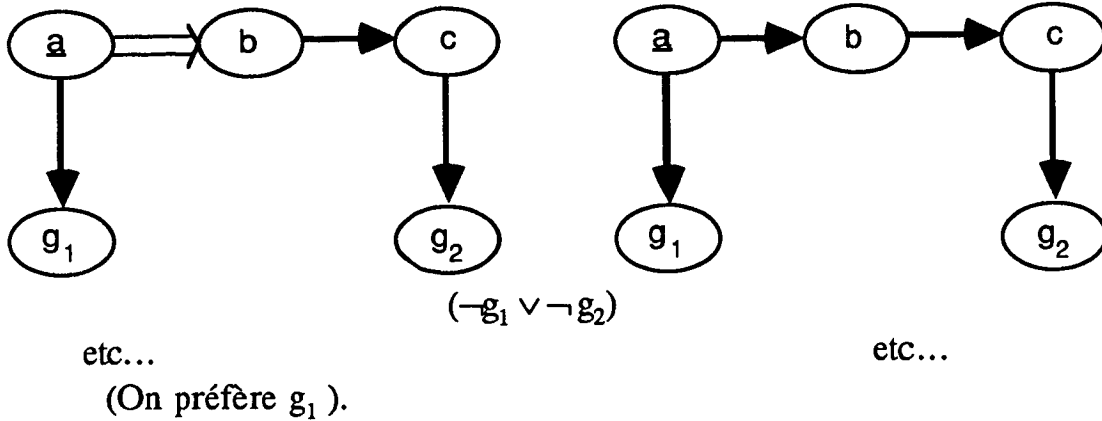 a b c a b c
g₁ g₂ g₁ g₂
(¬g₁ ∨ ¬ g₂)
etc... etc...
(On préfère g₁ ).